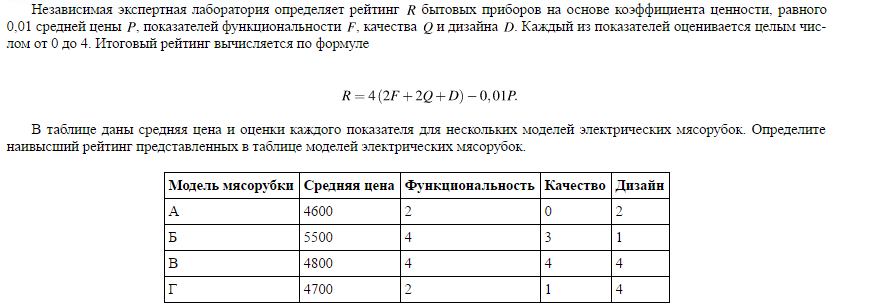 Независимая экспертная лаборатория определяет рейтинг R бытовых приборов на основе коэффициента ценности, равного
0,01 средней цены P, показателей функциональности F, качества Q и дизайна D. Каждый из показателей оценивается целым чис-
лом от 0 до 4. Итоговый рейтинг вычисляется по формуле
R = 4 (2F + 2Q + D) − 0,01P.
В таблице даны средняя цена и оценки каждого показателя для нескольких моделей электрических мясорубок. Определите
наивысший рейтинг представленных в таблице моделей электрических мясорубок.
Модель мясорубки Средняя цена Функциональность Качество Дизайн
А 4600 2 0 2
Б 5500 4 3 1
В 4800 4 4 4
Г 4700 2 1 4